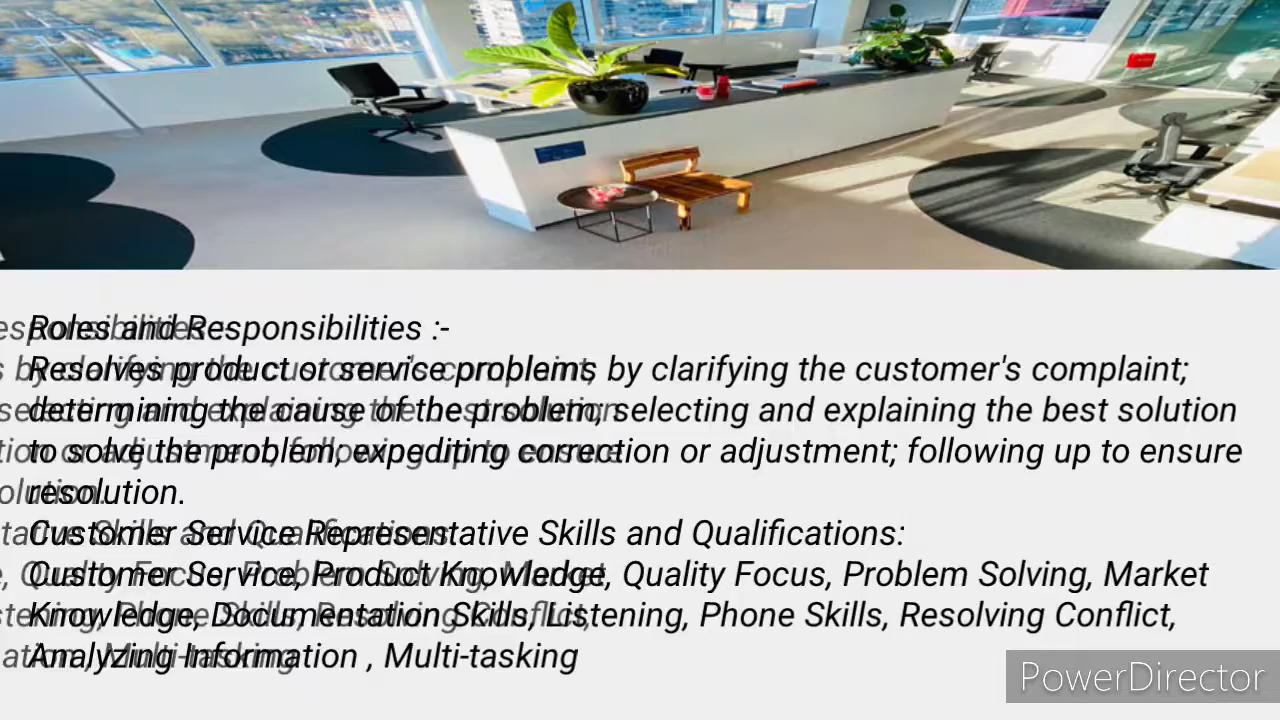 Roles and Responsibilities :-
Resolves product or service problems by clarifying the customer's complaint;
determining the cause of the problem; selecting and explaining the best solution
to solve the problem; expediting correction or adjustment; following up to ensure
resolution.
Customer Service Representative Skills and Qualifications:
Customer Service, Product Knowledge, Quality Focus, Problem Solving, Market
Knowledge, Documentation Skills, Listening, Phone Skills, Resolving Conflict,
Analyzing Information , Multi-tasking
PowerDirector